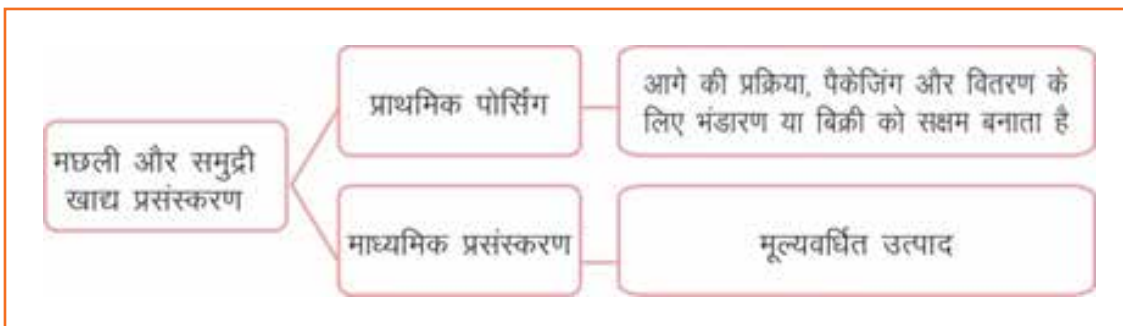 मछली और समुद्री
खाद्य प्रसंस्करण
प्राथमिक पोर्सिंग
आगे की प्रक्रिया, पैकेजिंग और वितरण के
लिए भंडारण या बिक्री को सक्षम बनाता है
माध्यमिक प्रसंस्करण
मूल्यवर्धित उत्पाद